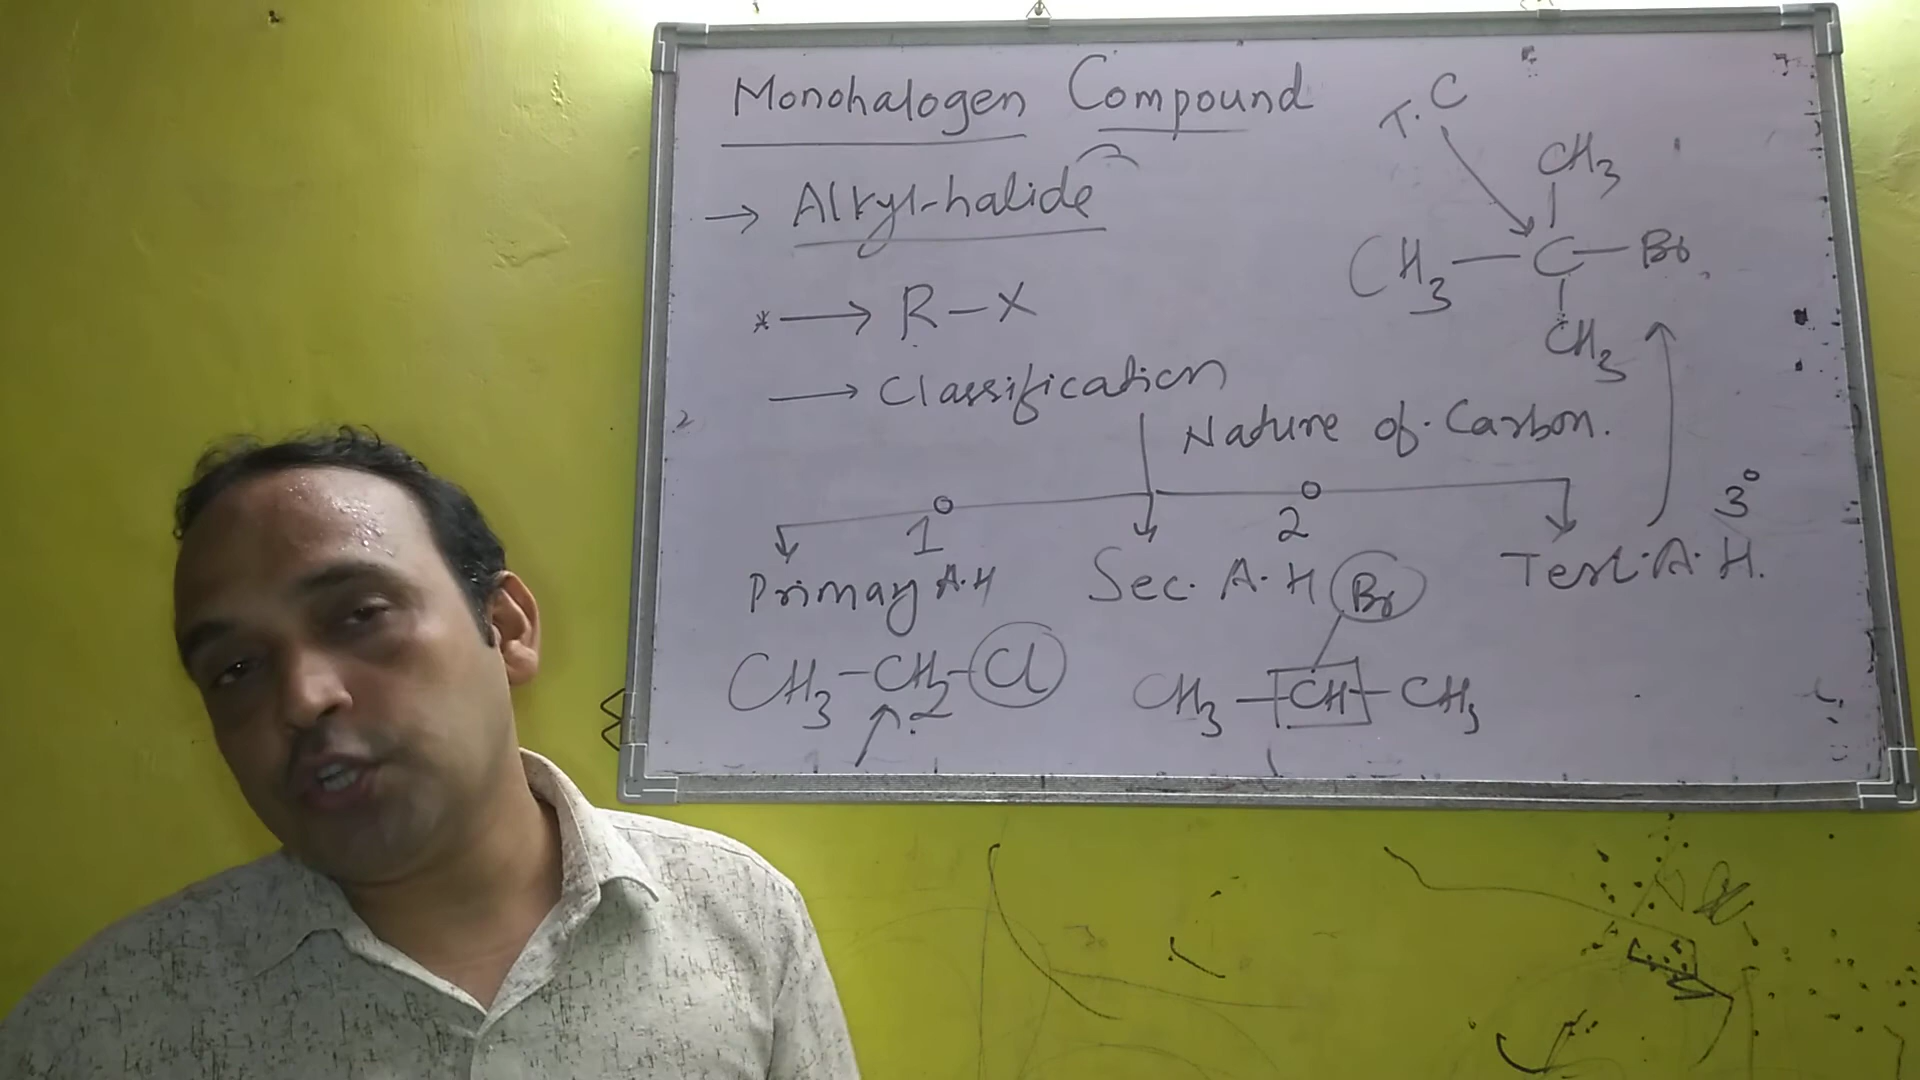 Monohalogen Compound
→ Alkyl-halide
* → R-X
→ Classification
Nature of. Carbon.
1° 2° 3°
Primary A.H Sec. A.H Tert.A.H.
CH3-CH2-Cl
Br
CH3-CH-CH3
T.C
CH3
CH3-C-Br
CH3